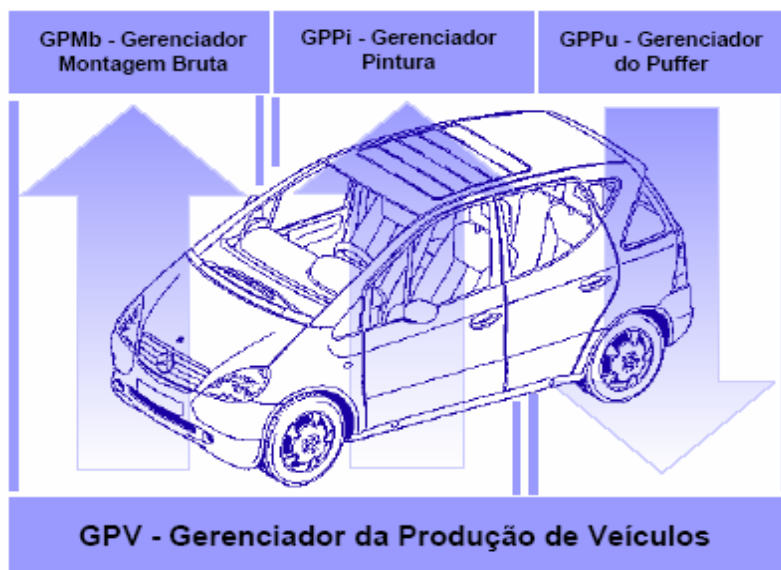 GPMb - Gerenciador
Montagem Bruta
GPPi - Gerenciador
Pintura
GPPu - Gerenciador
do Puffer
GPV - Gerenciador da Produção de Veículos